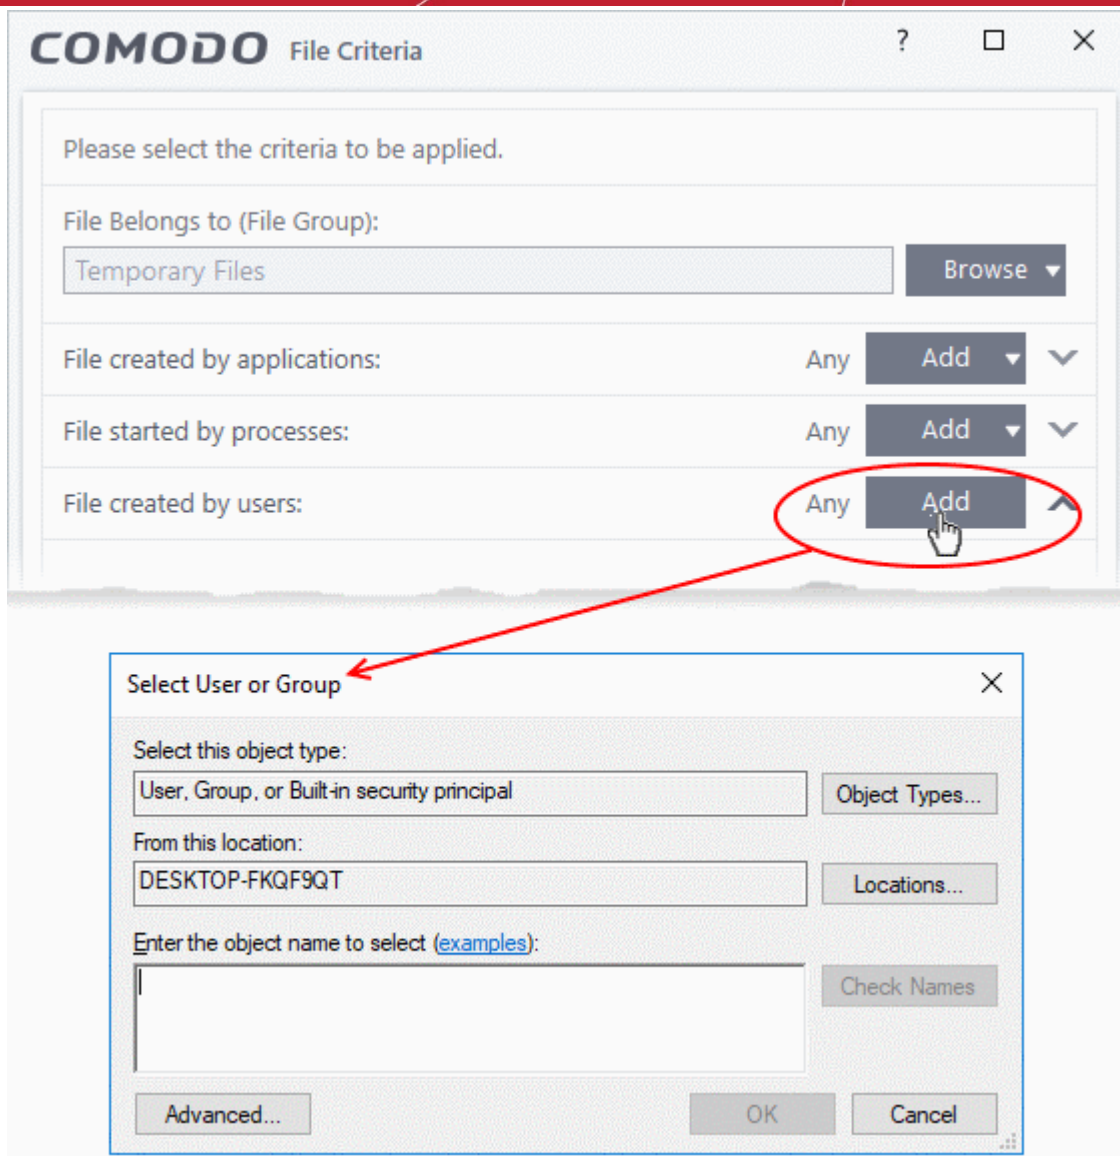 COMODO File Criteria ?
Please select the criteria to be applied.
File Belongs to (File Group):
Temporary Files Browse
File created by applications: Any Add
File started by processes: Any Add
File created by users: Any Add
Select User or Group
Select this object type:
User, Group, or Built-in security principal Object Types...
From this location:
DESKTOP-FKQF9QT Locations...
Enter the object name to select (examples):
Check Names
Advanced... OK Cancel